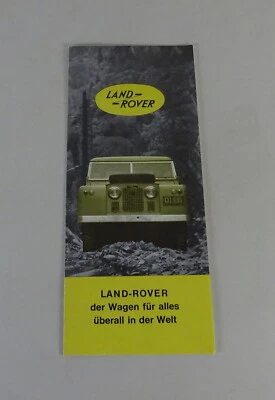 LAND-
-ROVER
LAND-ROVER
der Wagen für alles
überall in der Welt